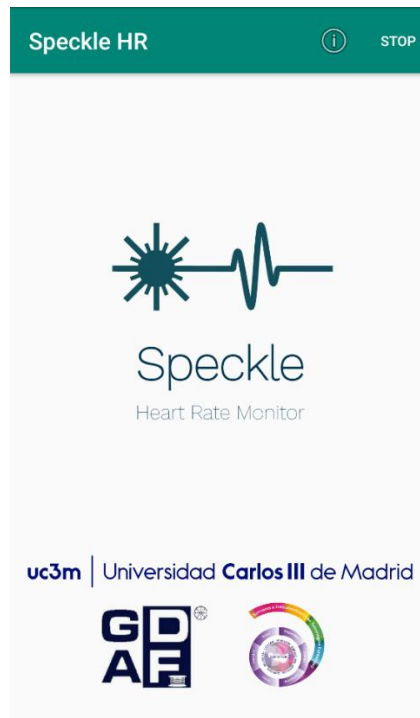 Speckle HR
STOP
Speckle
Heart Rate Monitor
uc3m Universidad Carlos III de Madrid
GD
AF